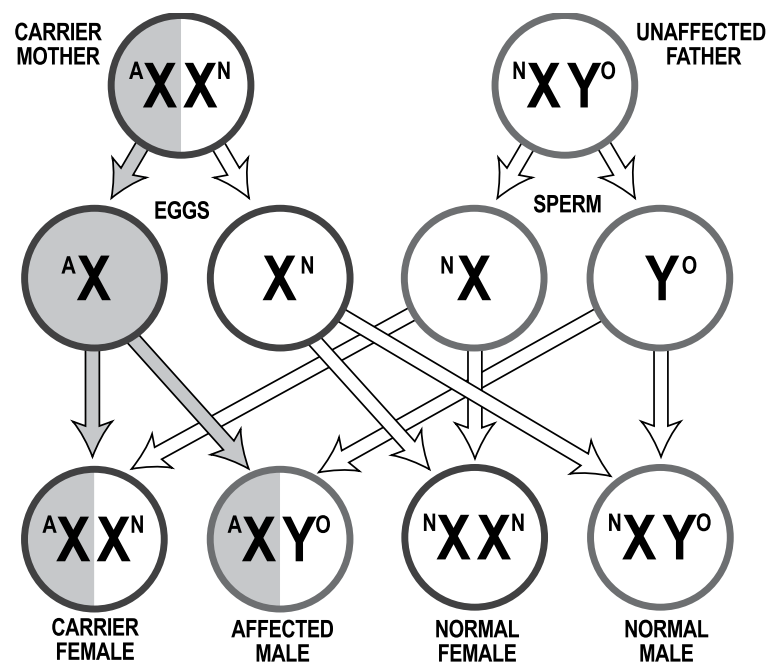 CARRIER
MOTHER
UNAFFECTED
FATHER
AXXN
NXYO
EGGS
SPERM
AX
XN
NX
YO
AXXN
AXYO
NXXN
NXYO
CARRIER
FEMALE
AFFECTED
MALE
NORMAL
FEMALE
NORMAL
MALE